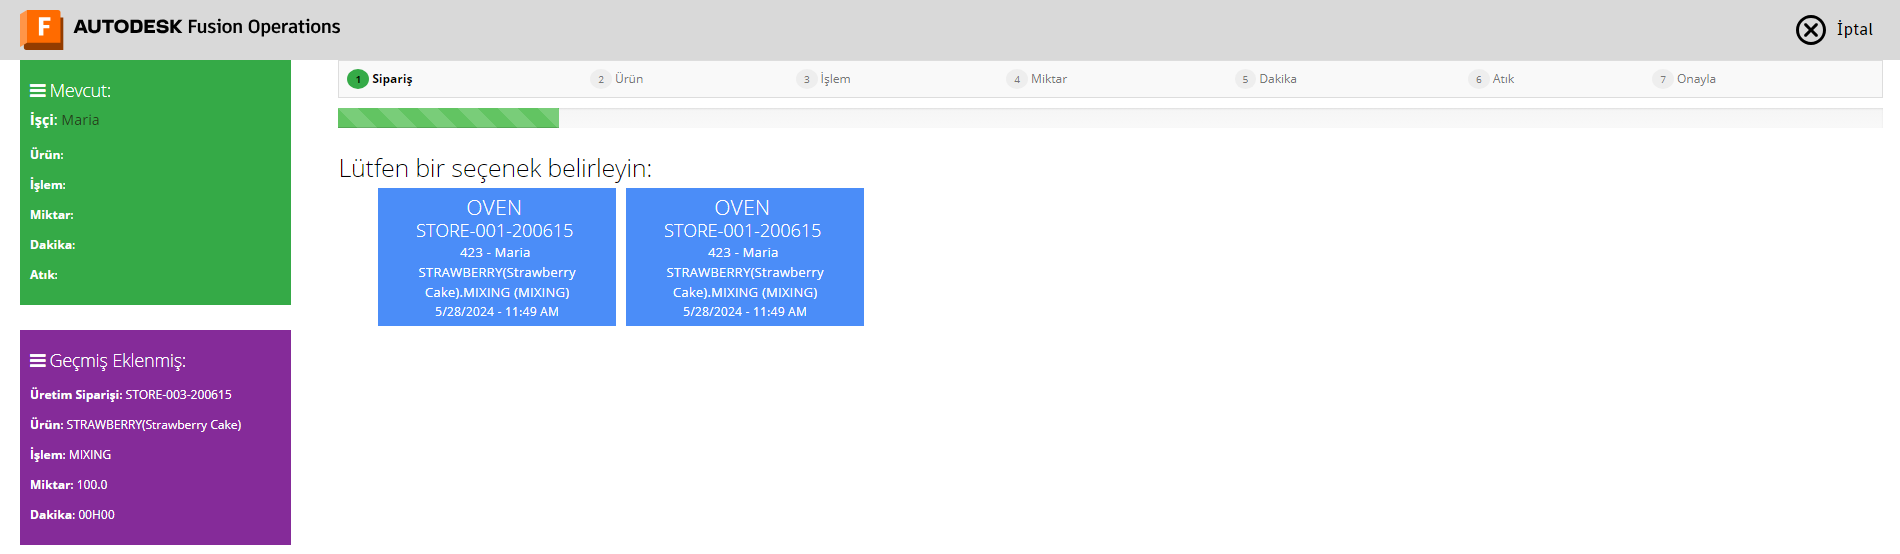 F AUTODESK Fusion Operations
İptal
Mevcut:
İşçi: Maria
Ürün:
İşlem:
Miktar:
Dakika:
Atık:
Geçmiş Eklenmiş:
Üretim Siparişi: STORE-003-200615
Ürün: STRAWBERRY(Strawberry Cake)
İşlem: MIXING
Miktar: 100.0
Dakika: 00H00
1 Sipariş
2 Ürün
3 İşlem
4 Miktar
5 Dakika
6 Atık
7 Onayla
Lütfen bir seçenek belirleyin:
OVEN
STORE-001-200615
423 - Maria
STRAWBERRY(Strawberry
Cake).MIXING (MIXING)
5/28/2024 - 11:49 AM
OVEN
STORE-001-200615
423 - Maria
STRAWBERRY(Strawberry
Cake).MIXING (MIXING)
5/28/2024 - 11:49 AM